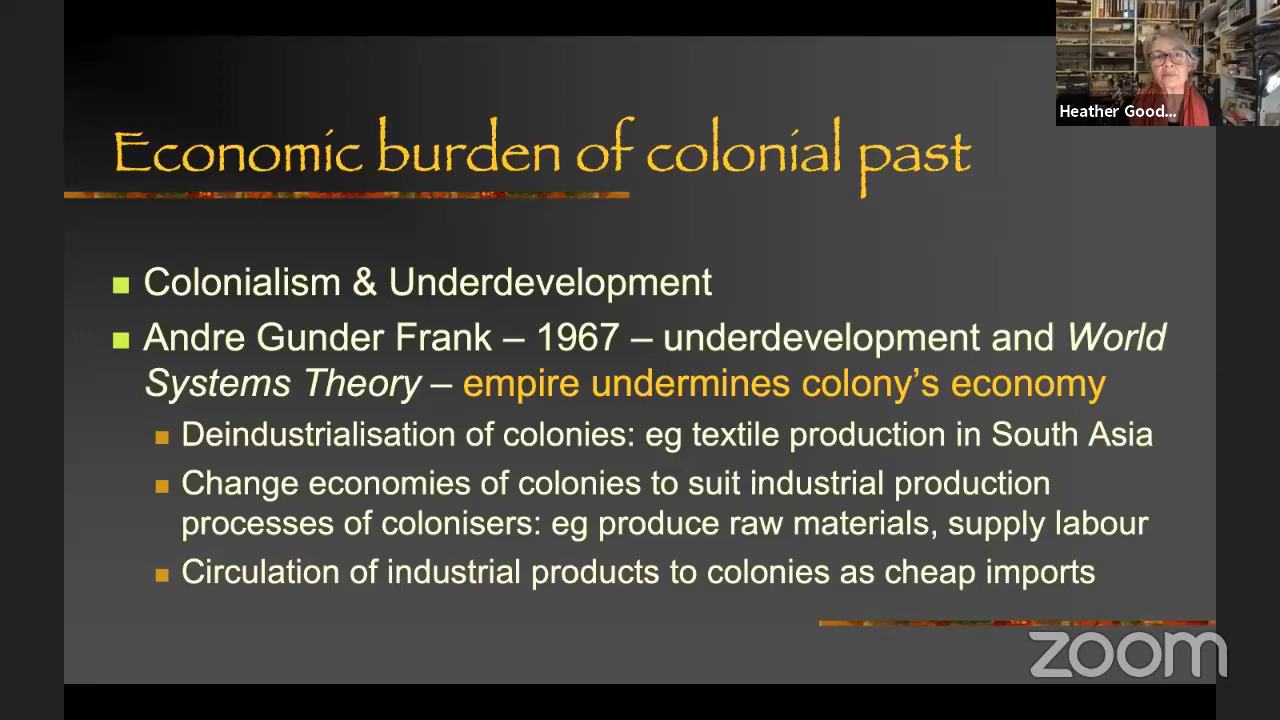 Heather Good...
Economic burden of colonial past
Colonialism & Underdevelopment
Andre Gunder Frank – 1967 – underdevelopment and World
Systems Theory – empire undermines colony’s economy
Deindustrialisation of colonies: eg textile production in South Asia
Change economies of colonies to suit industrial production
processes of colonisers: eg produce raw materials, supply labour
Circulation of industrial products to colonies as cheap imports
zoom